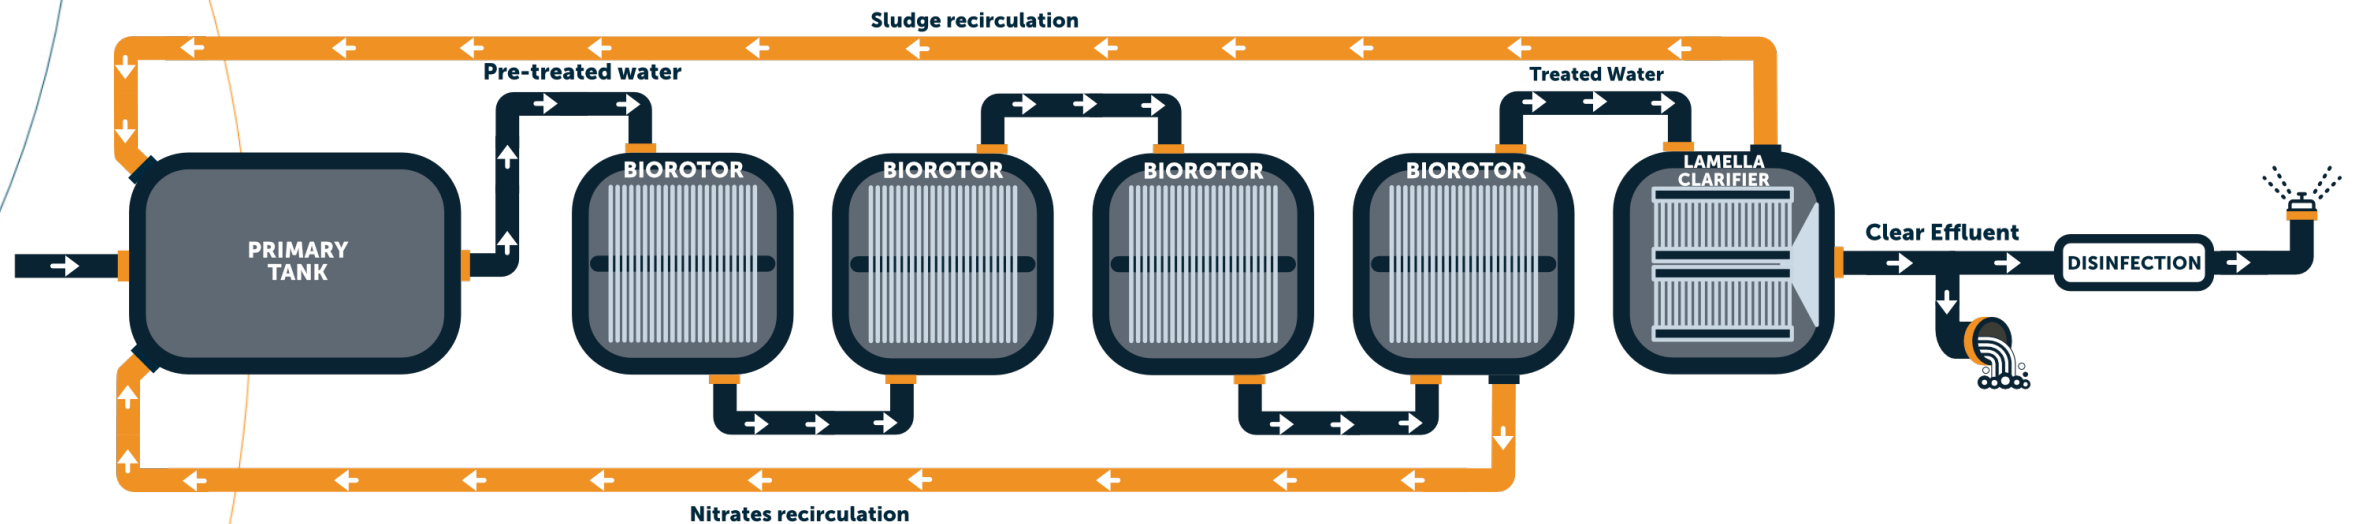 Sludge recirculation
Pre-treated water
Treated Water
PRIMARY
TANK
BIOROTOR
BIOROTOR
BIOROTOR
BIOROTOR
LAMELLA
CLARIFIER
Clear Effluent
DISINFECTION
Nitrates recirculation